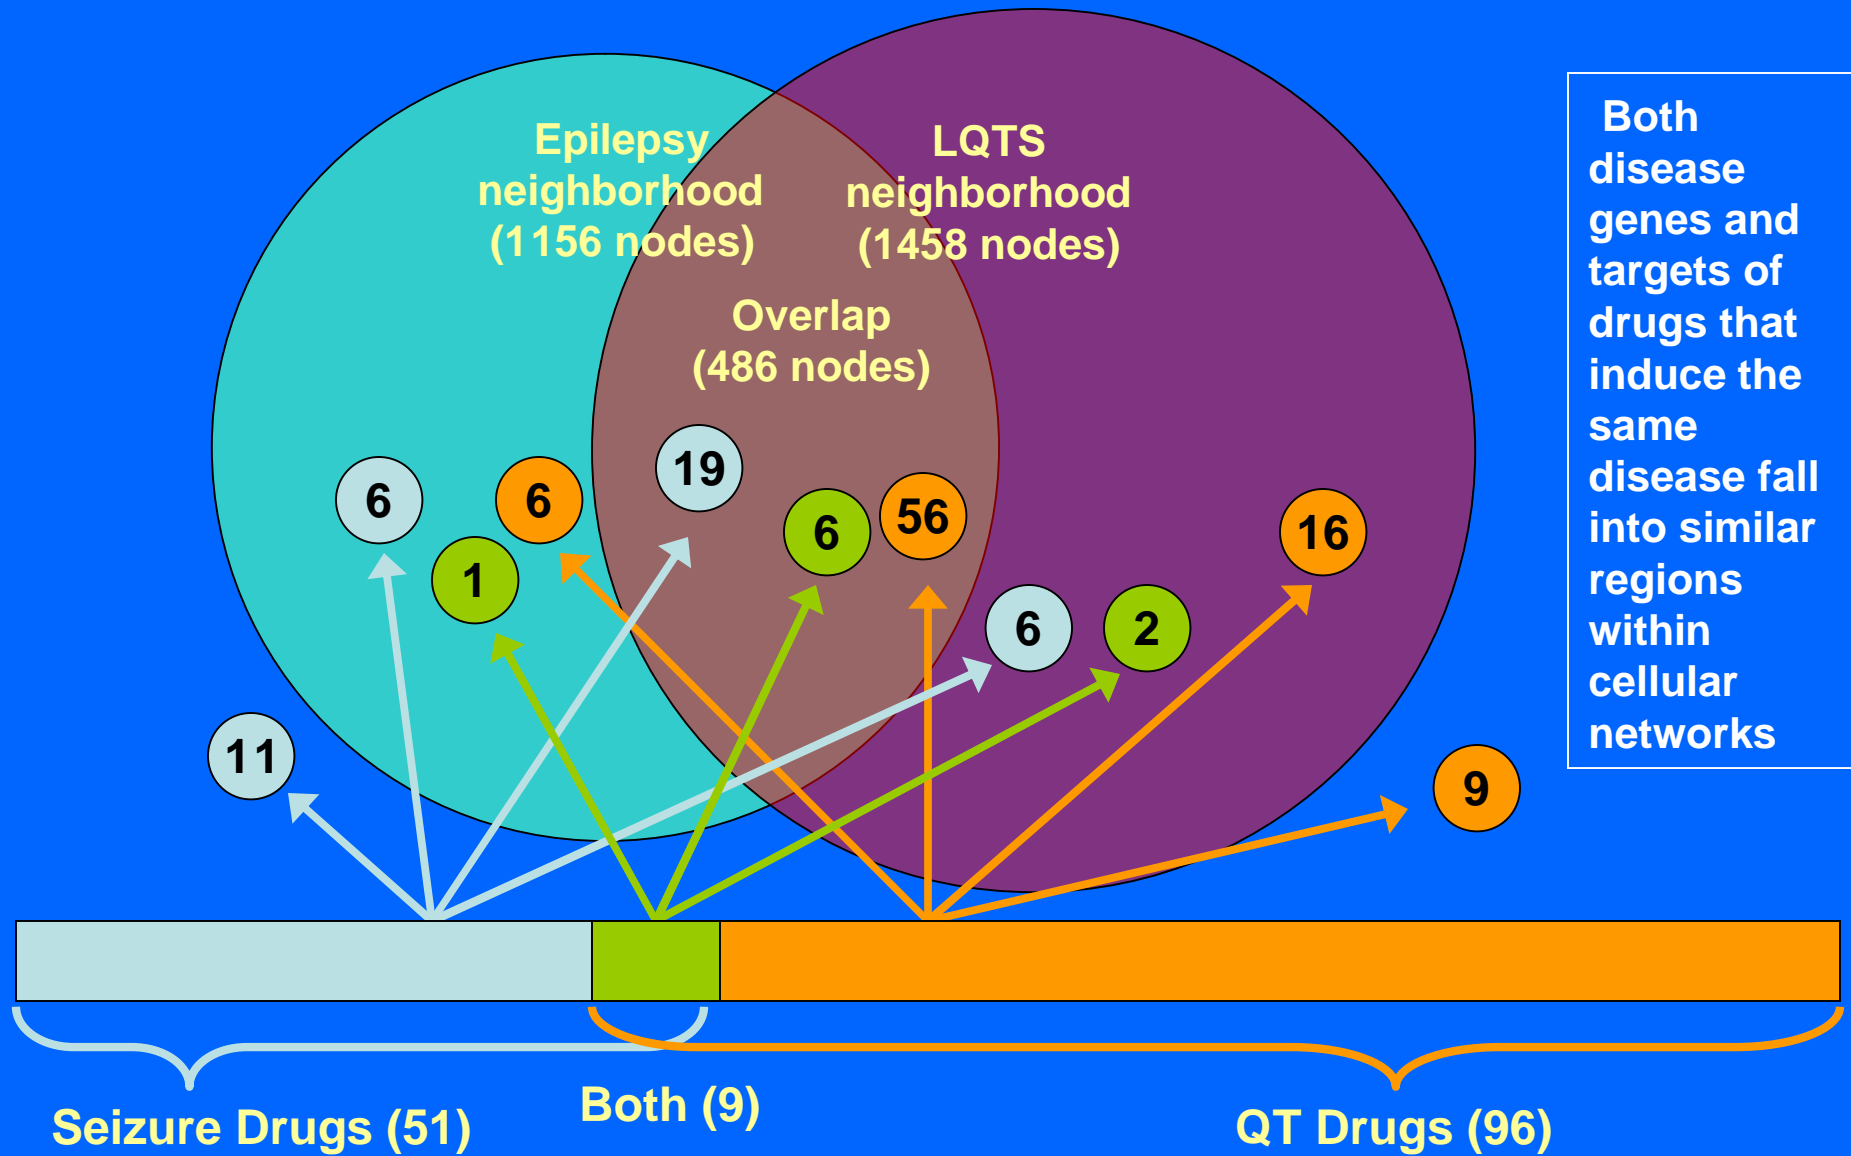 Epilepsy
neighborhood
(1156 nodes)
LQTS
neighborhood
(1458 nodes)
Overlap
(486 nodes)
Both
disease
genes and
targets of
drugs that
induce the
same
disease fall
into similar
regions
within
cellular
networks
6
1
6
19
6
56
6
2
16
11
9
Seizure Drugs (51)
Both (9)
QT Drugs (96)